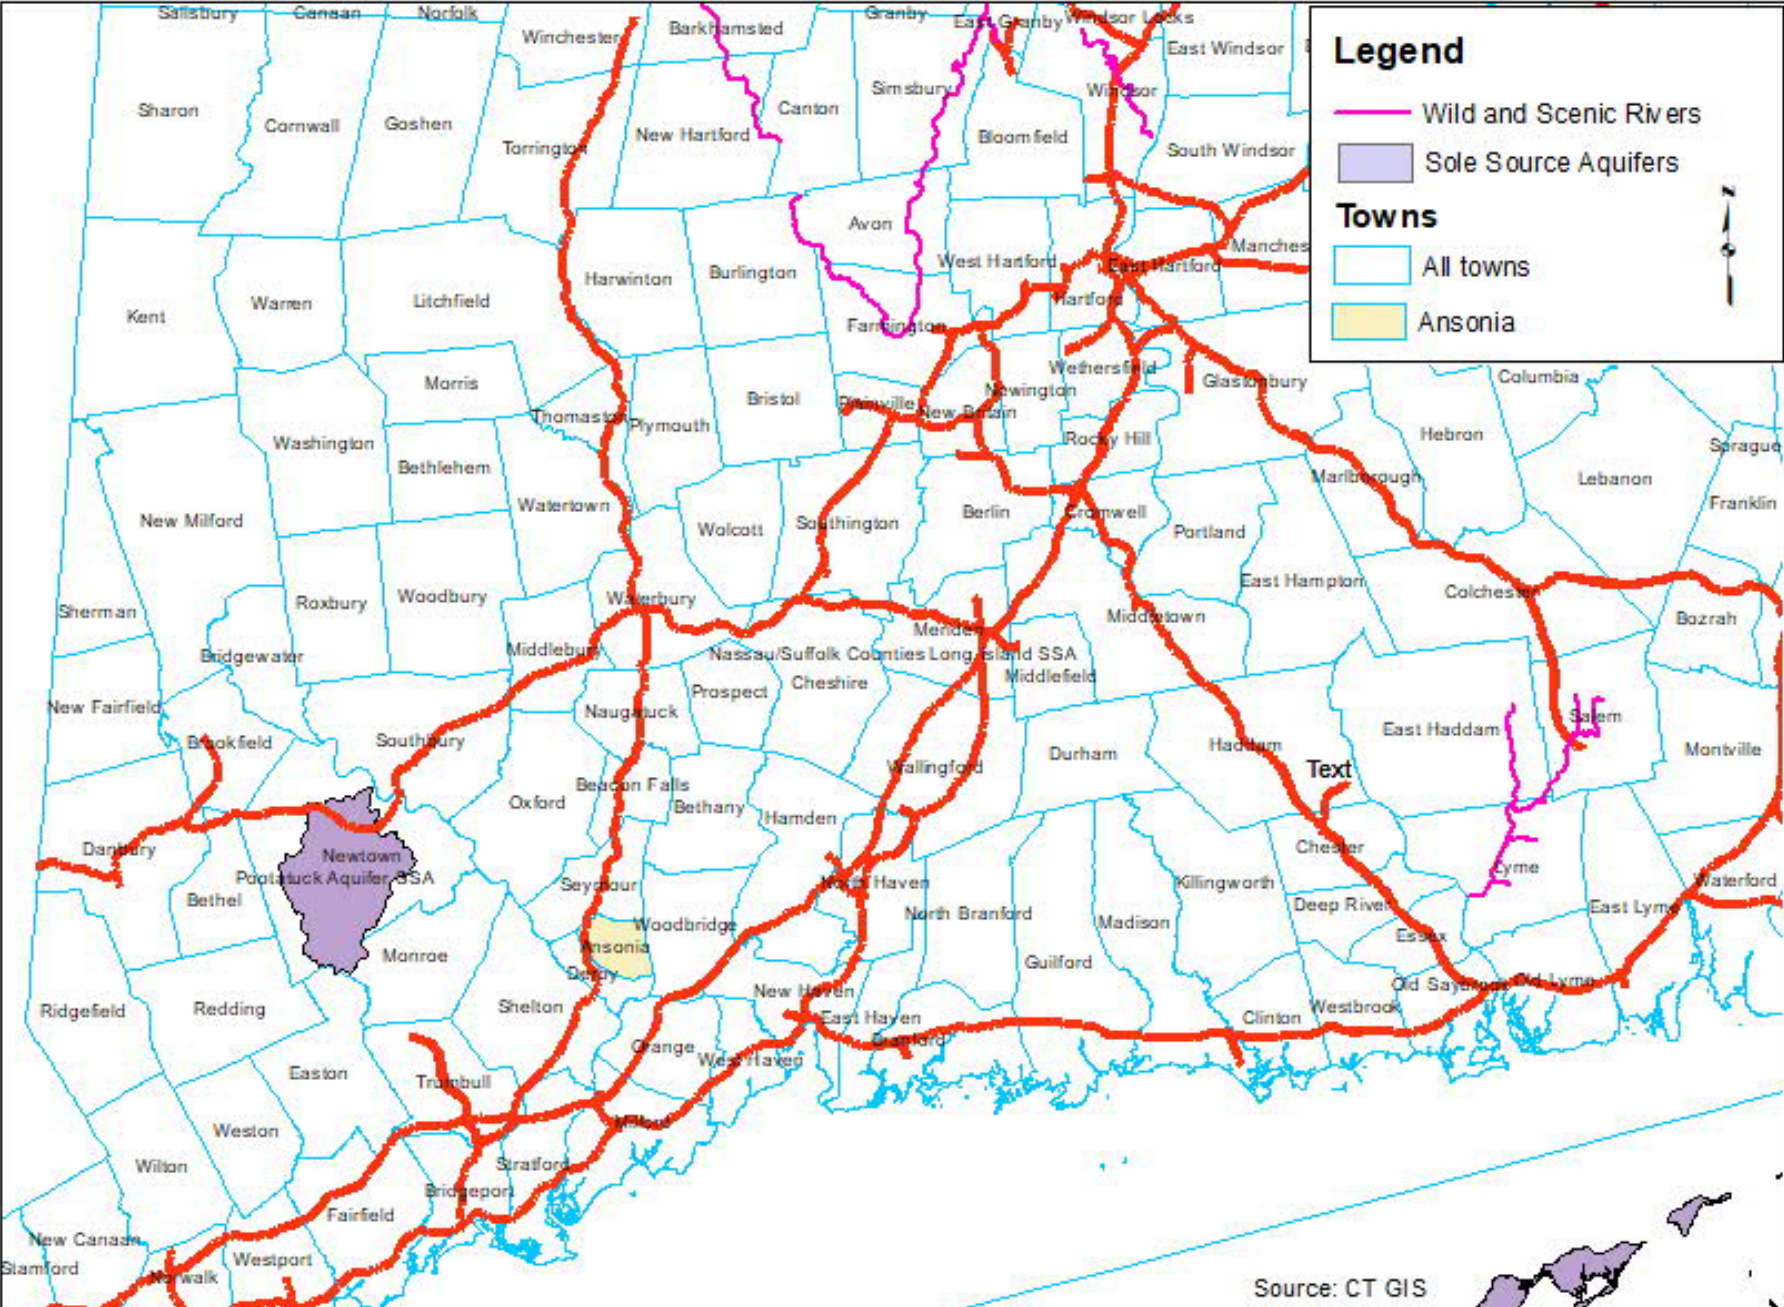 Salisbury
Canaan
Norfolk
Winchester
Barkhamsted
Granby
East Granby
Windsor Locks
East Windsor
Legend
Wild and Scenic Rivers
Sole Source Aquifers
Towns
All towns
Ansonia
N
Sharon
Cornwall
Goshen
Torrington
New Hartford
Canton
Simsbury
Bloomfield
Windsor
South Windsor
Avon
West Hartford
East Hartford
Manches
Kent
Warren
Litchfield
Harwinton
Burlington
Farmington
Hartford
Morris
Thomaston
Plymouth
Bristol
Plainville
New Britain
Newington
Wethersfield
Glastonbury
Columbia
Washington
Bethlehem
Rocky Hill
Hebron
Sprague
Marlborough
Lebanon
Franklin
New Milford
Watertown
Wolcott
Southington
Berlin
Cromwell
Portland
East Hampton
Colchester
Bozrah
Sherman
Roxbury
Woodbury
Waterbury
Meriden
Middletown
Bridgewater
Middlebury
Nassau/Suffolk Counties Long Island SSA
Middlefield
New Fairfield
Naugatuck
Prospect
Cheshire
Brookfield
Southbury
Durham
Haddam
East Haddam
Salem
Montville
Text
Beacon Falls
Oxford
Bethany
Hamden
Wallingford
Danbury
Newtown
Pootatuck Aquifer SSA
Bethel
Seymour
North Haven
Chester
Lyme
Waterford
Killingworth
Deep River
East Lyme
Woodbridge
North Branford
Madison
Ansonia
Derby
Monroe
Guilford
Essex
Ridgefield
Redding
Shelton
New Haven
East Haven
Branford
Clinton
Westbrook
Old Saybrook
Old Lyme
Orange
West Haven
Easton
Trumbull
Weston
Milford
Wilton
Stratford
Bridgeport
Fairfield
New Canaan
Stamford
Norwalk
Westport
Source: CT GIS